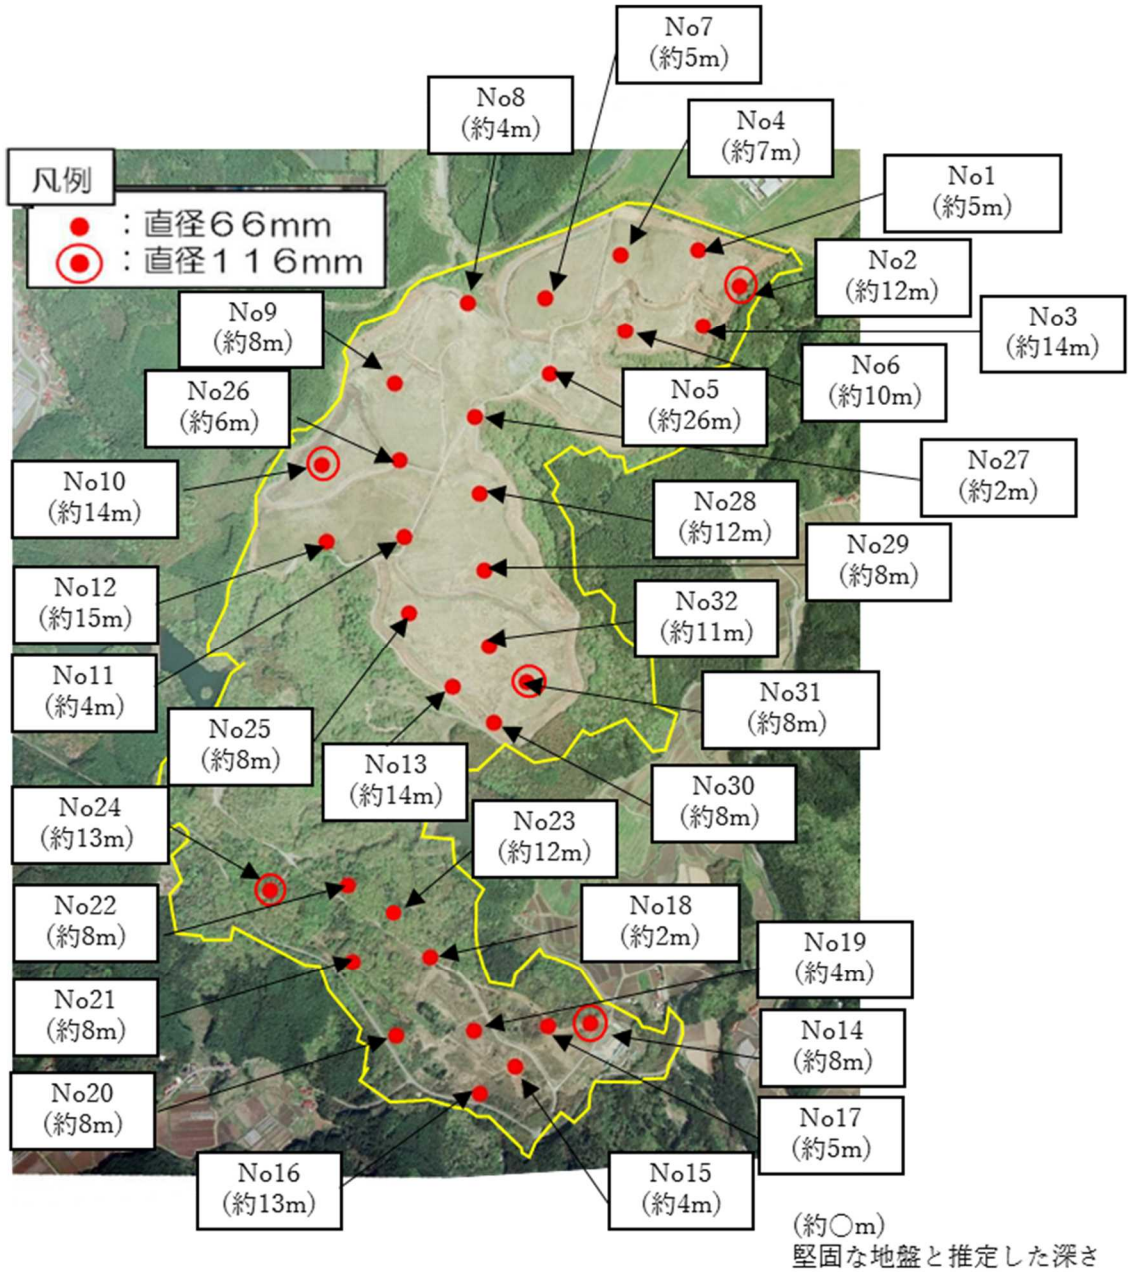 No7
(約5m)
No8
(約4m)
No4
(約7m)
凡例
：直径６６mm
：直径１１６mm
No1
(約5m)
No2
(約12m)
No9
(約8m)
No3
(約14m)
No6
(約10m)
No26
(約6m)
No5
(約26m)
No10
(約14m)
No27
(約2m)
No28
(約12m)
No29
(約8m)
No12
(約15m)
No32
(約11m)
No11
(約4m)
No31
(約8m)
No25
(約8m)
No13
(約14m)
No30
(約8m)
No24
(約13m)
No23
(約12m)
No22
(約8m)
No18
(約2m)
No19
(約4m)
No21
(約8m)
No14
(約8m)
No20
(約8m)
No17
(約5m)
No16
(約13m)
No15
(約4m)
(約○m)
堅固な地盤と推定した深さ